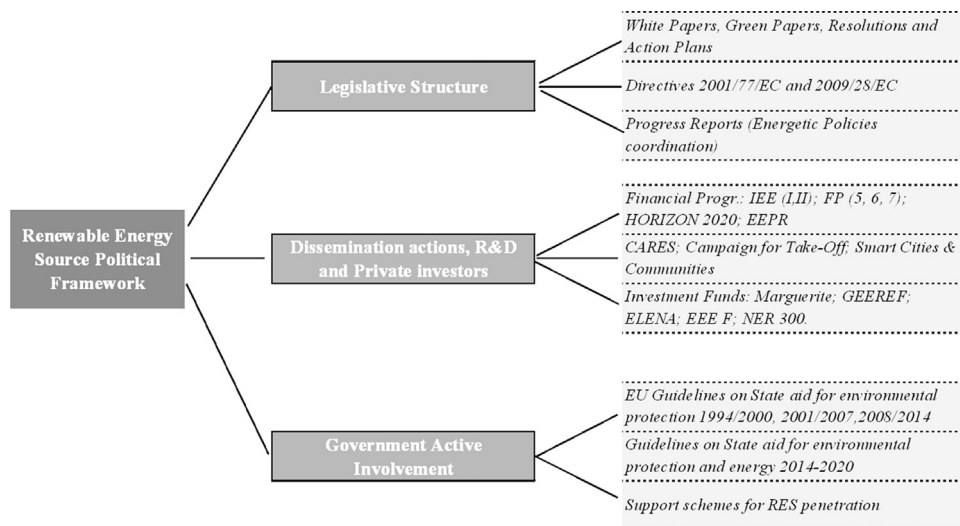 Renewable Energy
Source Political
Framework
Legislative Structure
White Papers, Green Papers, Resolutions and
Action Plans
Directives 2001/77/EC and 2009/28/EC
Progress Reports (Energetic Policies
coordination)
Dissemination actions, R&D
and Private investors
Financial Progr.: IEE (I,II); FP (5, 6, 7);
HORIZON 2020; EEPR
CARES; Campaign for Take-Off; Smart Cities &
Communities
Investment Funds: Marguerite; GEEREF;
ELENA; EEE F; NER 300.
Government Active
Involvement
EU Guidelines on State aid for environmental
protection 1994/2000, 2001/2007,2008/2014
Guidelines on State aid for environmental
protection and energy 2014-2020
Support schemes for RES penetration